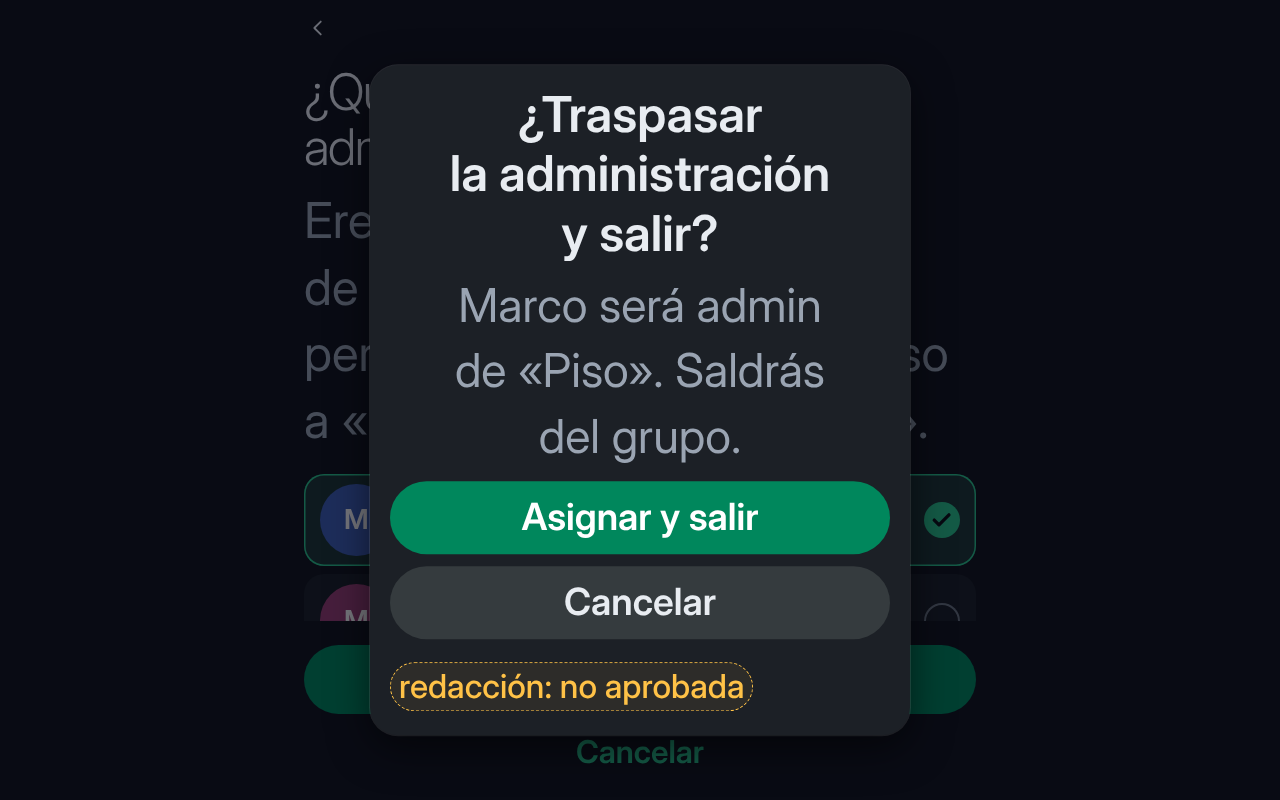 ¿Traspasar
la administración
y salir?
Marco será admin
de «Piso». Saldrás
del grupo.
Asignar y salir
Cancelar
redacción: no aprobada
de
a «
M
M
Cancelar